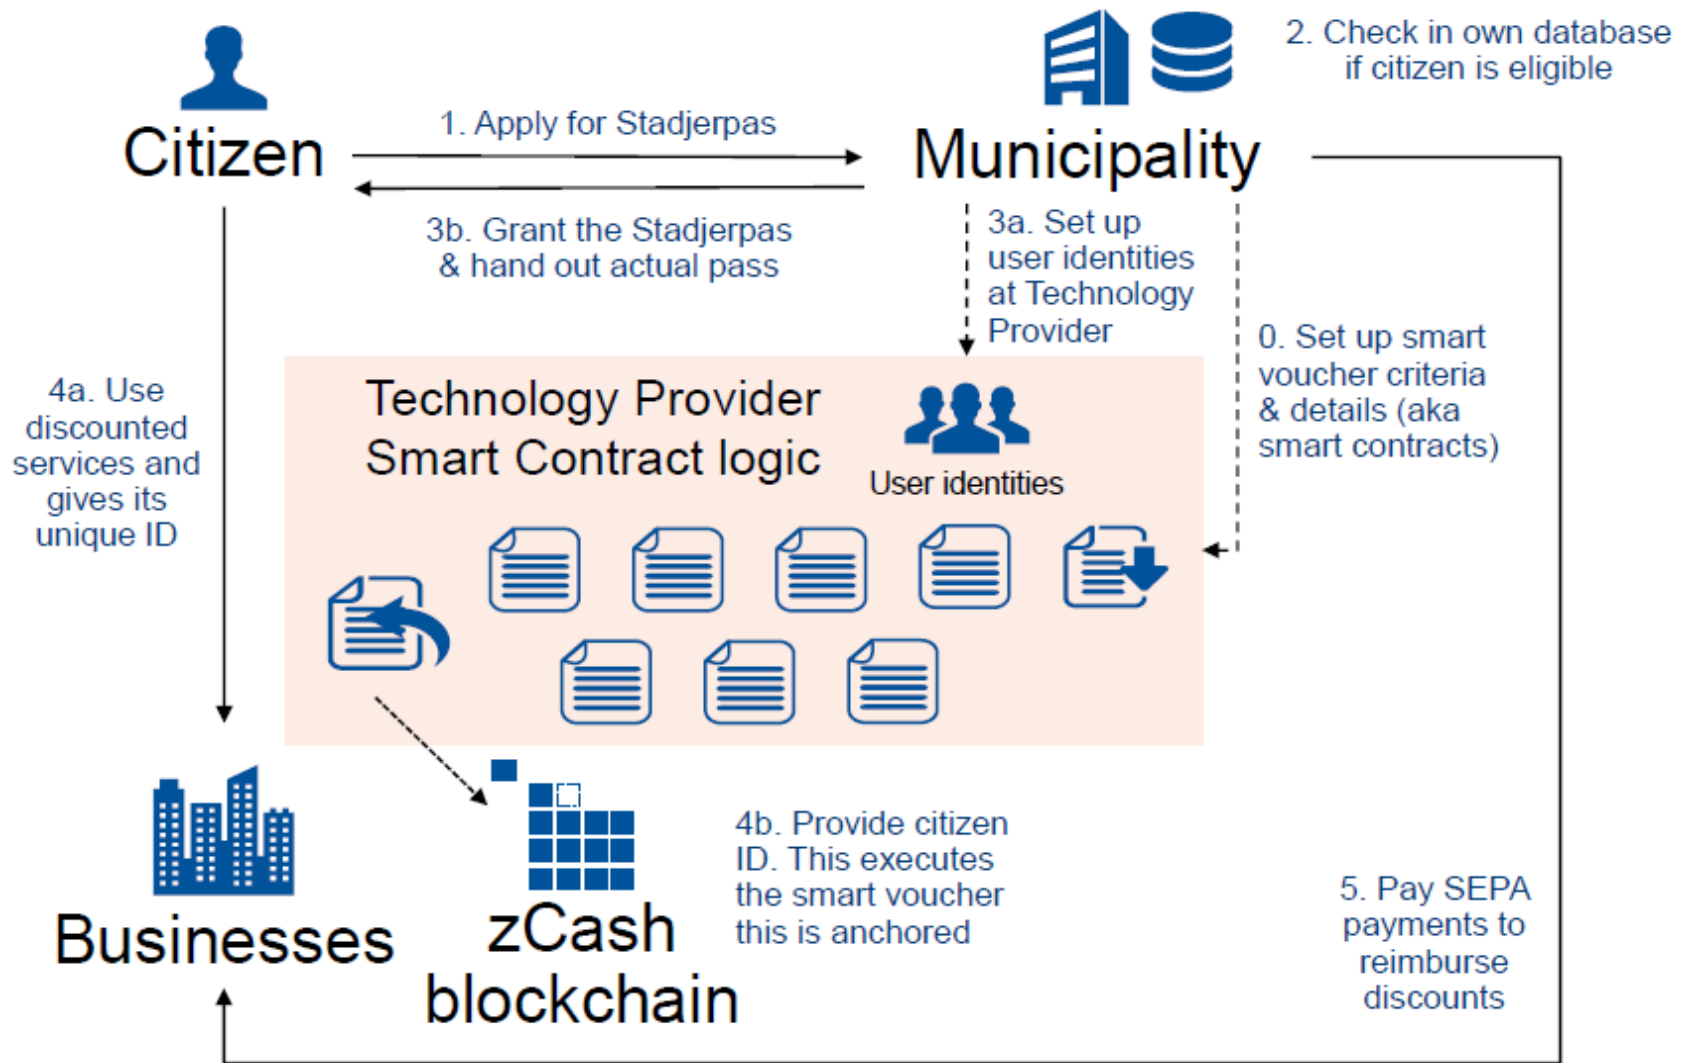 2. Check in own database
if citizen is eligible
Citizen
1. Apply for Stadjerpas
Municipality
3b. Grant the Stadjerpas
& hand out actual pass
3a. Set up
user identities
at Technology
Provider
0. Set up smart
voucher criteria
& details (aka
smart contracts)
4a. Use
discounted
services and
gives its
unique ID
Technology Provider
Smart Contract logic
User identities
4b. Provide citizen
ID. This executes
the smart voucher
this is anchored
5. Pay SEPA
payments to
reimburse
discounts
Businesses
zCash
blockchain